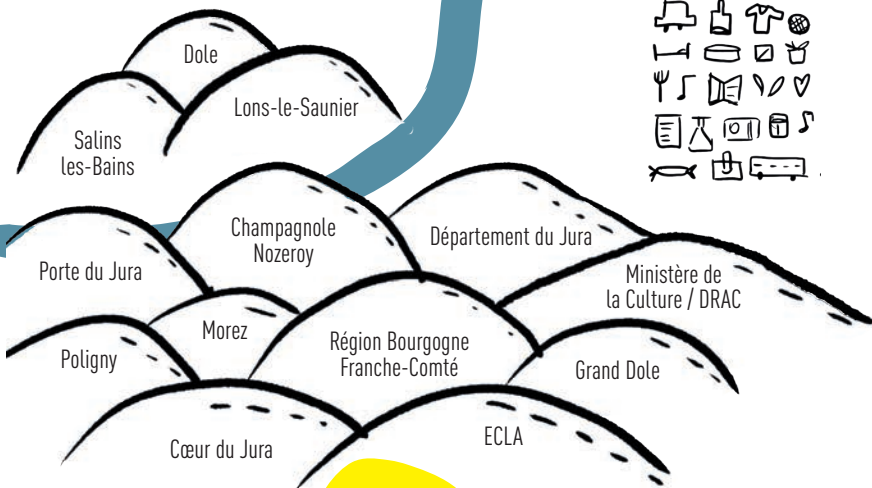 Dole
Lons-le-Saunier
Salins
les-Bains
Champagnole
Nozeroy
Département du Jura
Porte du Jura
Ministère de
la Culture / DRAC
Morez
Région Bourgogne
Franche-Comté
Poligny
Grand Dole
Cœur du Jura
ECLA